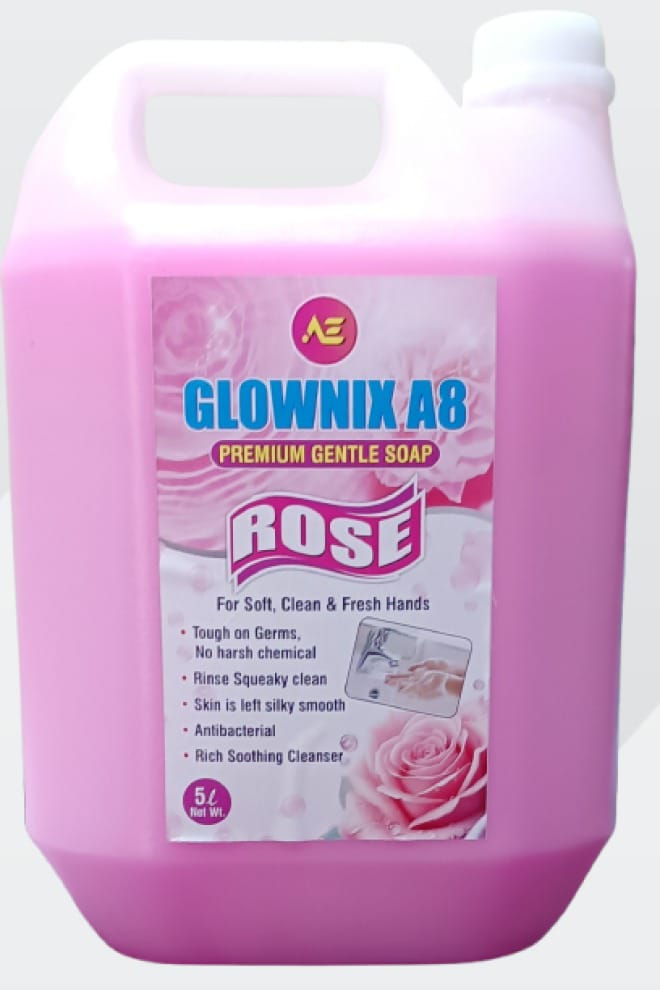 AE
GLOWNIX A8
PREMIUM GENTLE SOAP
ROSE
For Soft, Clean & Fresh Hands
• Tough on Germs,
No harsh chemical
• Rinse Squeaky clean
• Skin is left silky smooth
• Antibacterial
• Rich Soothing Cleanser
5ℓ
Net Wt.